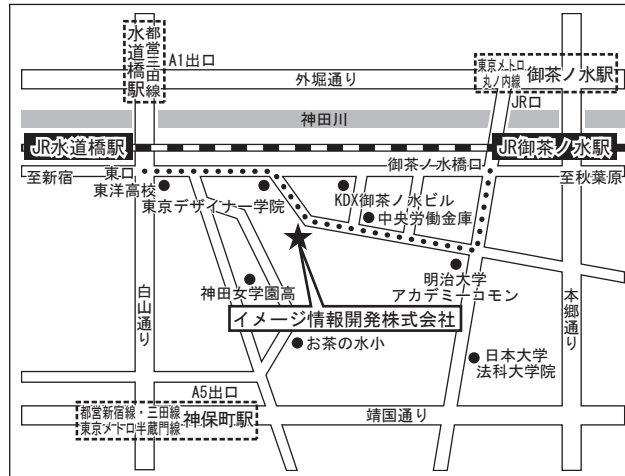 都営三田線
水道橋駅
A1出口
外堀通り
東京メトロ
丸ノ内線
御茶ノ水駅
JR口
神田川
JR水道橋駅
JR御茶ノ水駅
御茶ノ水橋口
至新宿
東口
至秋葉原
東洋高校
東京デザイナー学院
KDX御茶ノ水ビル
中央労働金庫
神田女学園高
明治大学
アカデミーコモン
イメージ情報開発株式会社
白山通り
本郷通り
お茶の水小
日本大学
法科大学院
A5出口
都営新宿線・三田線
東京メトロ半蔵門線
神保町駅
靖国通り